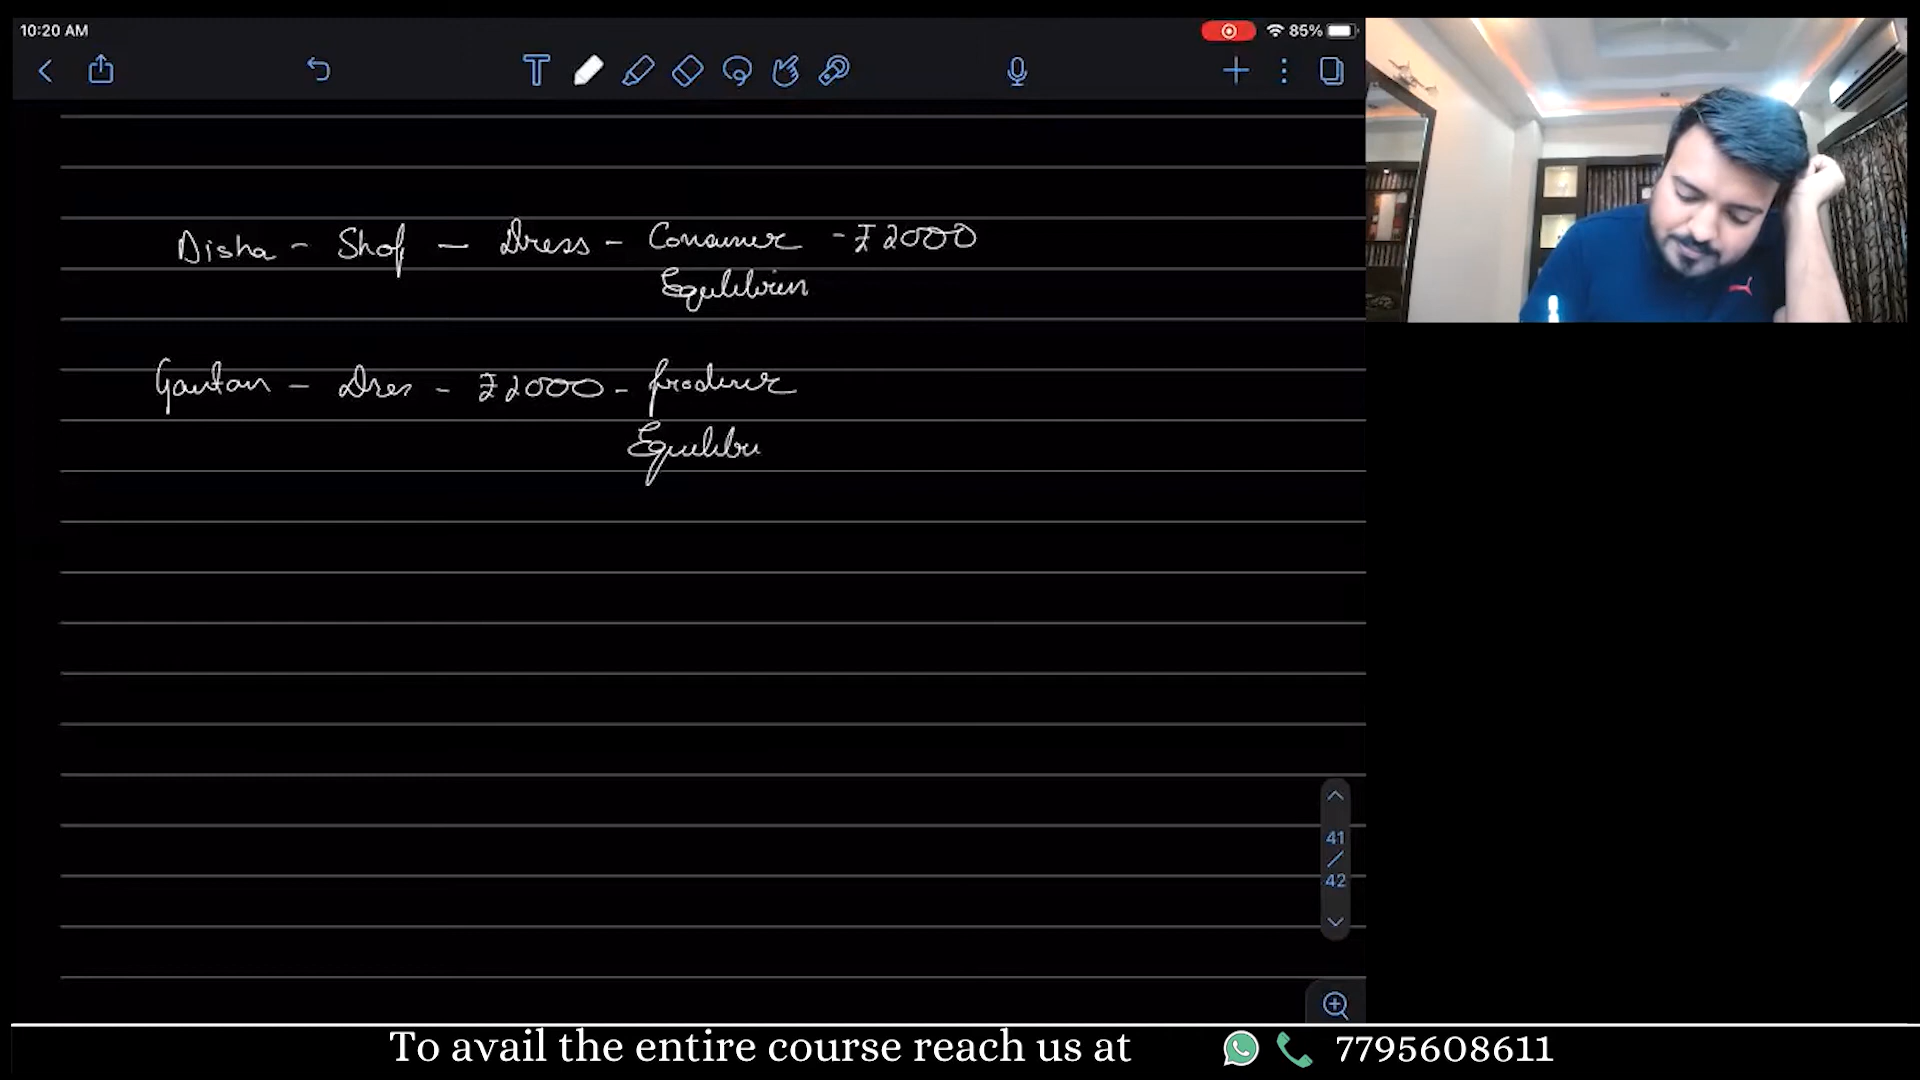 10:20 AM
85%
T
Disha - Shop - Dress - Consumer - ₹2000
Equilibrium
Gautam - Dress - ₹2000 - Producer
Equilibriu
41
/
42
To avail the entire course reach us at 7795608611